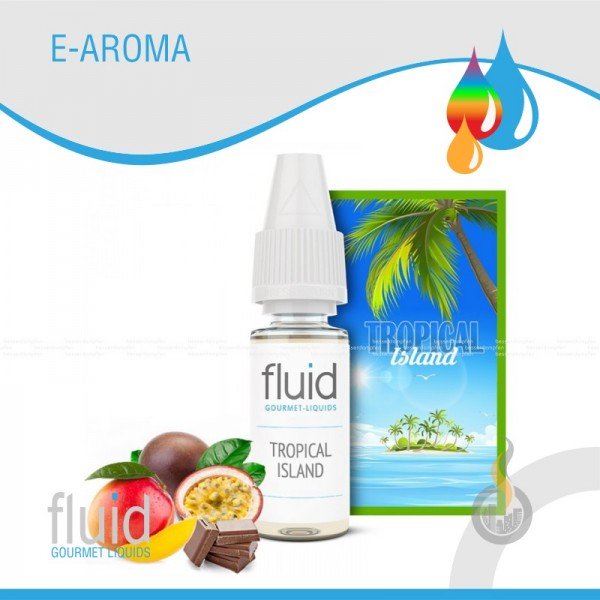 E-AROMA
TROPICAL
Island
fluid
GOURMET-LIQUIDS
TROPICAL
ISLAND
fluid
GOURMET LIQUIDS